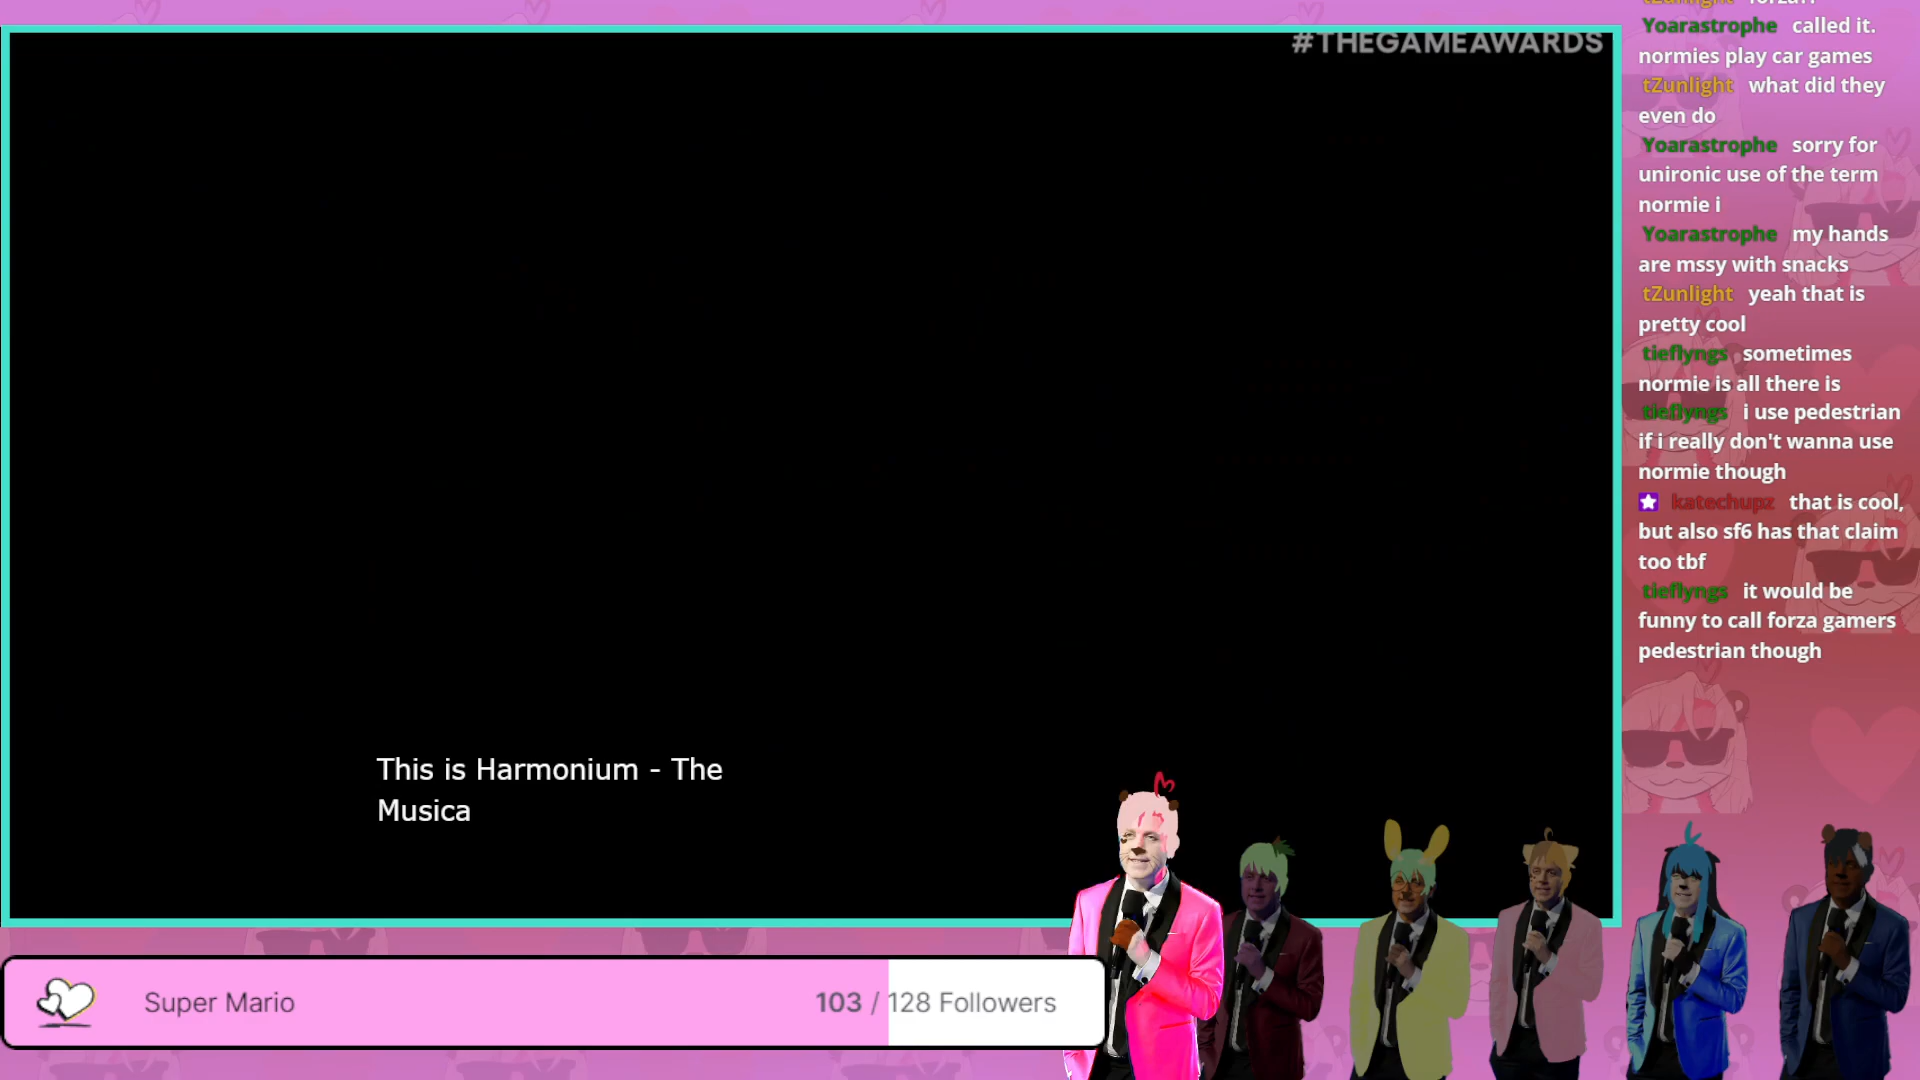 #THEGAMEAWARDS
This is Harmonium - The
Musica
Super Mario
103 / 128 Followers
tZunlight forza!!
Yoarastrophe called it.
normies play car games
tZunlight what did they
even do
Yoarastrophe sorry for
unironic use of the term
normie i
Yoarastrophe my hands
are mssy with snacks
tZunlight yeah that is
pretty cool
tieflyngs sometimes
normie is all there is
tieflyngs i use pedestrian
if i really don't wanna use
normie though
katechupz that is cool,
but also sf6 has that claim
too tbf
tieflyngs it would be
funny to call forza gamers
pedestrian though